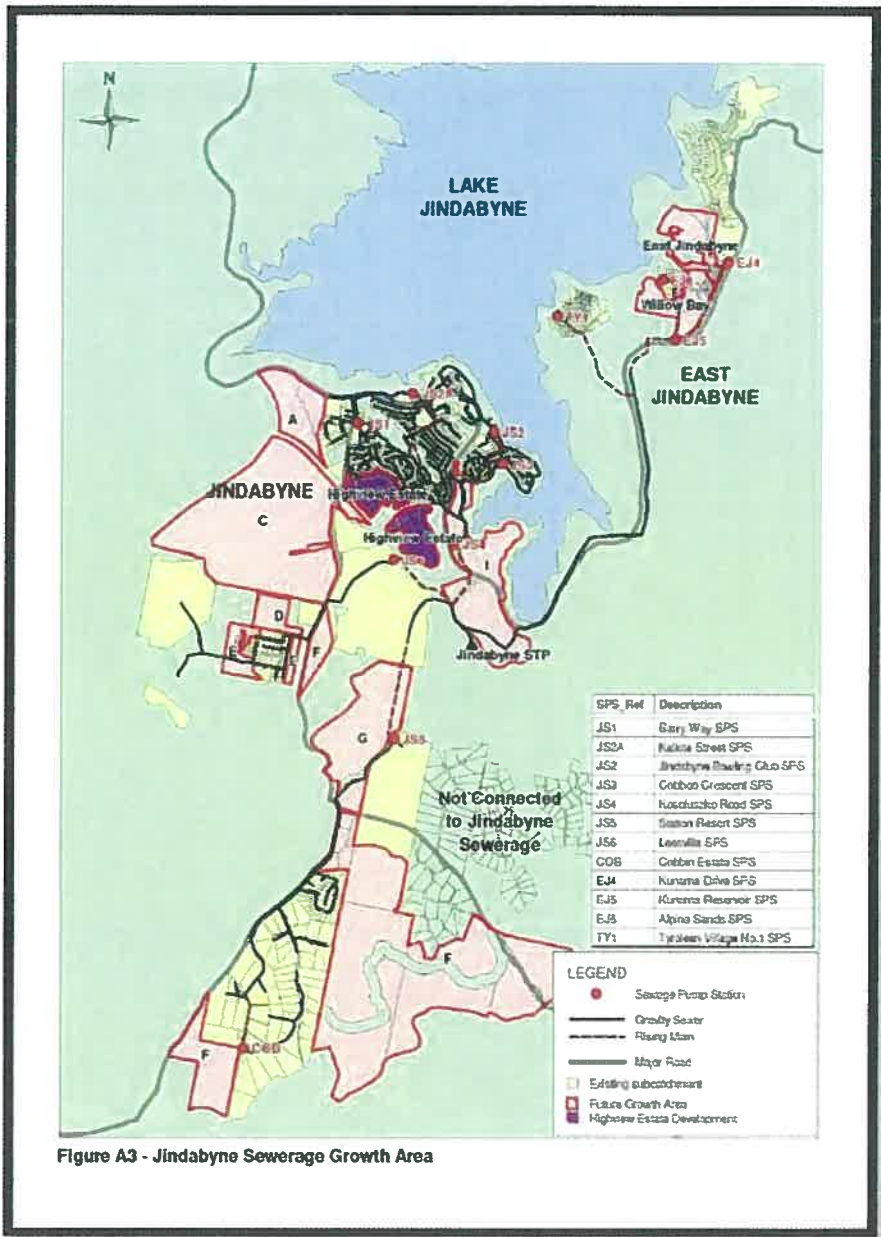 N
LAKE
JINDABYNE
East Jindabyne
EJ4
Willow Bay
EJ5
EAST
JINDABYNE
A
JS1
JS2
JINDABYNE
Highview Estate
C
Highview Estate
I
D
E
F
Jindabyne STP
G
Not Connected
to Jindabyne
Sewerage
F
F
COB
SPS_Ref Description
JS1 Barry Way SPS
JS2A Kalkite Street SPS
JS2 Jindabyne Bowling Club SPS
JS3 Cobbon Crescent SPS
JS4 Kosciuszko Road SPS
JS5 Station Resort SPS
JS6 Leesville SPS
COB Cobbin Estate SPS
EJ4 Kunama Drive SPS
EJ5 Kunama Reservoir SPS
Alpine Sands SPS
TY1 Tyrolean Village No.1 SPS
LEGEND
Sewage Pump Station
Gravity Sewer
Rising Main
Major Road
Existing subcatchment
Future Growth Area
Highview Estate Development
Figure A3 - Jindabyne Sewerage Growth Area